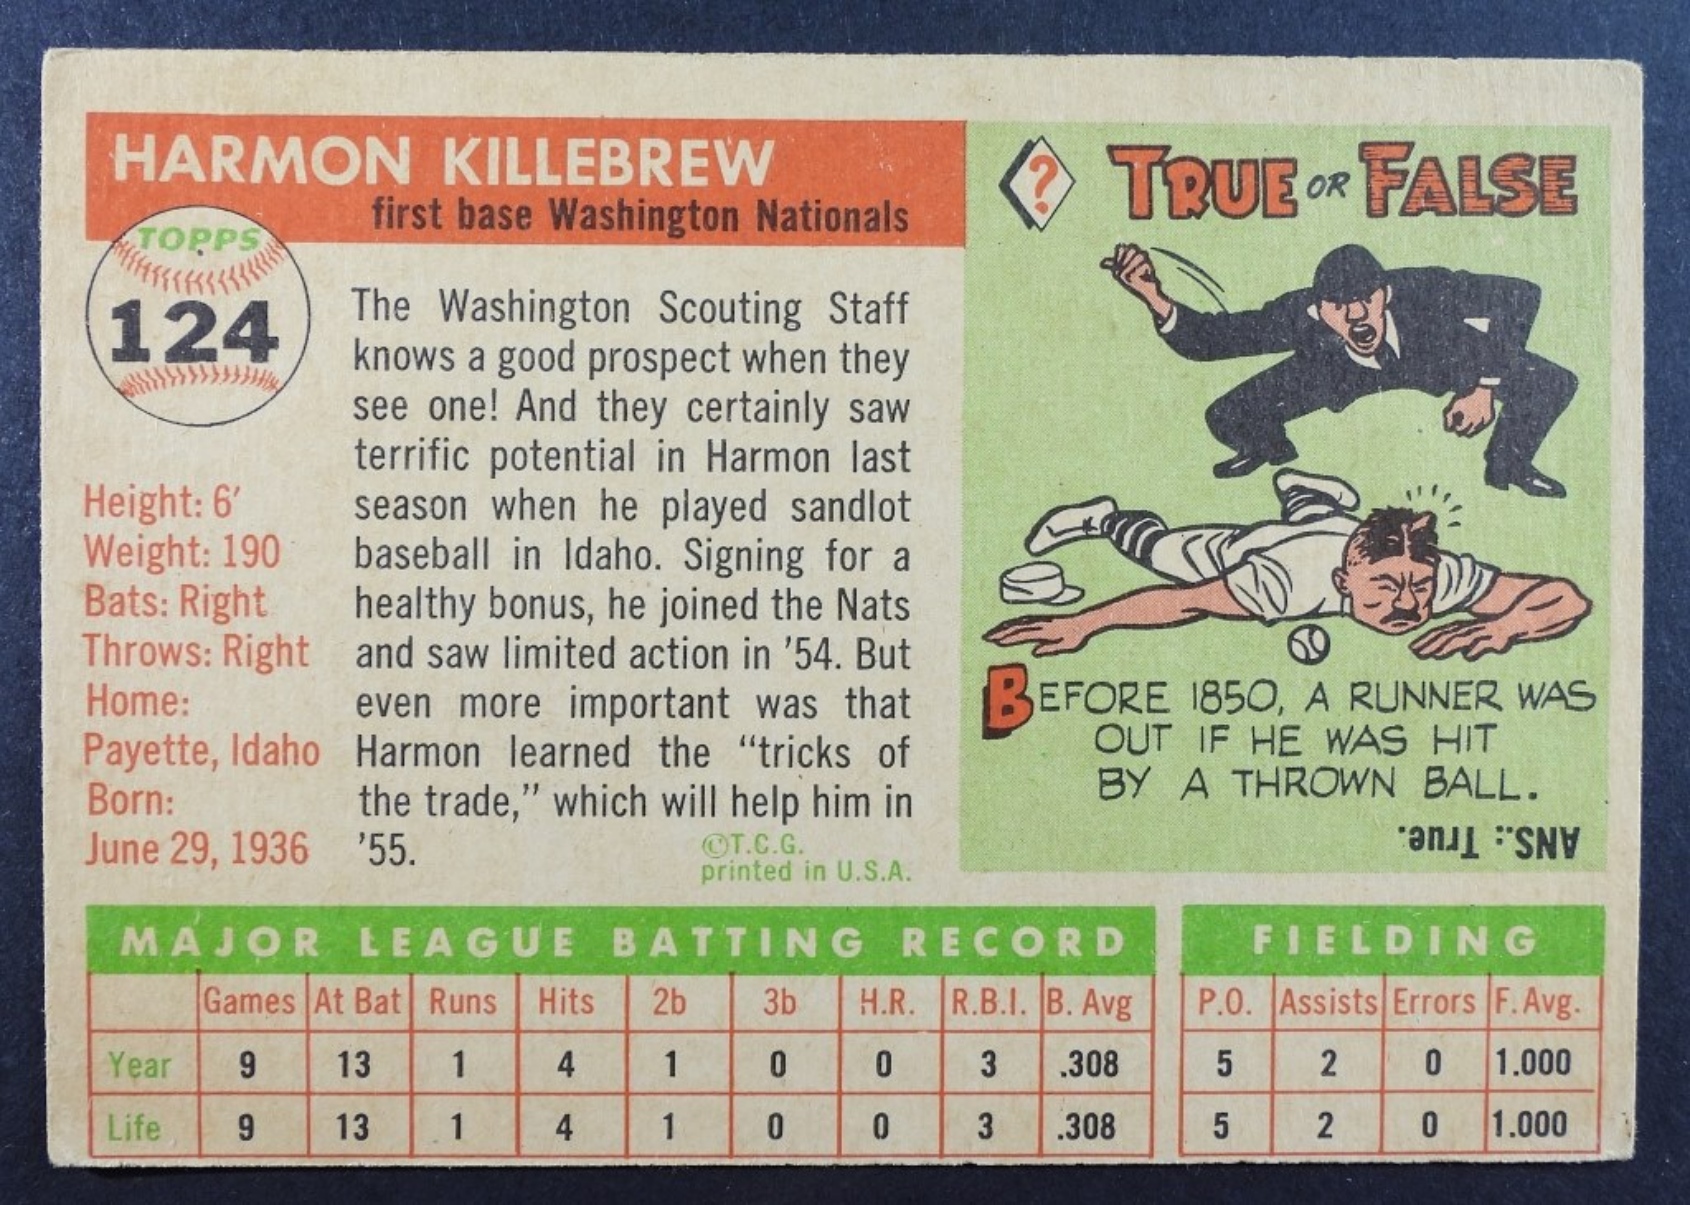 HARMON KILLEBREW
first base Washington Nationals
TOPPS
124
Height: 6′
Weight: 190
Bats: Right
Throws: Right
Home:
Payette, Idaho
Born:
June 29, 1936
The Washington Scouting Staff
knows a good prospect when they
see one! And they certainly saw
terrific potential in Harmon last
season when he played sandlot
baseball in Idaho. Signing for a
healthy bonus, he joined the Nats
and saw limited action in ’54. But
even more important was that
Harmon learned the “tricks of
the trade,” which will help him in
’55.
©T.C.G.
printed in U.S.A.
?
TRUE OR FALSE
BEFORE 1850, A RUNNER WAS
OUT IF HE WAS HIT
BY A THROWN BALL.
ANS.: True.
MAJOR LEAGUE BATTING RECORD
Games At Bat Runs Hits 2b 3b H.R. R.B.I. B. Avg
Year 9 13 1 4 1 0 0 3 .308
Life 9 13 1 4 1 0 0 3 .308
FIELDING
P.O. Assists Errors F. Avg.
5 2 0 1.000
5 2 0 1.000